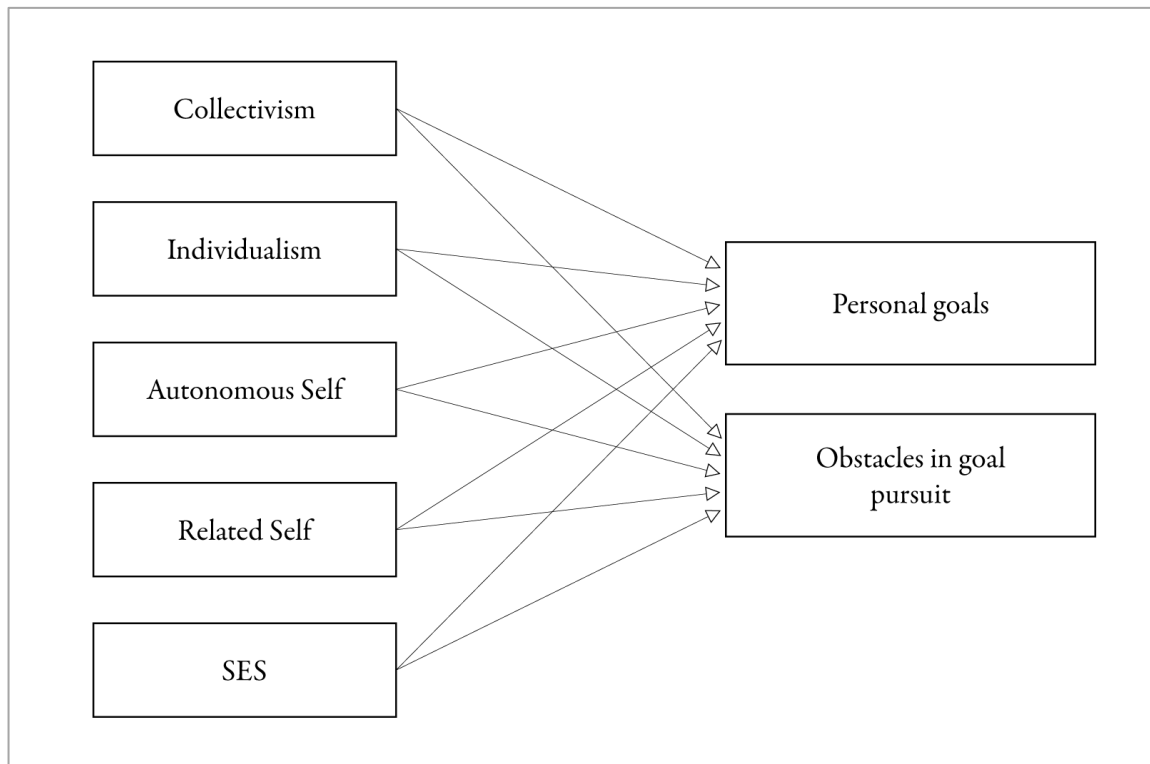 Collectivism
Individualism
Autonomous Self
Related Self
SES
Personal goals
Obstacles in goal
pursuit